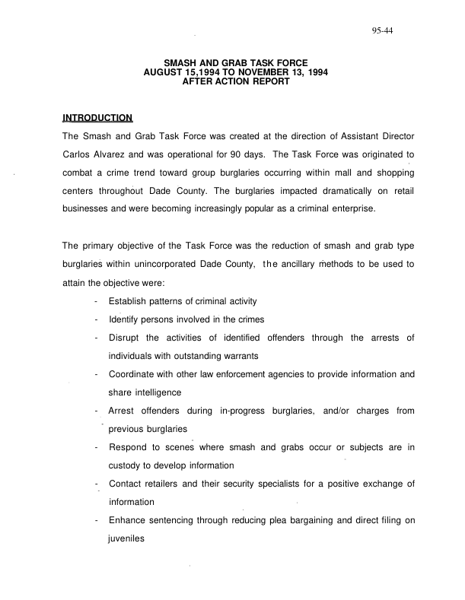 95-44
SMASH AND GRAB TASK FORCE
AUGUST 15,1994 TO NOVEMBER 13, 1994
AFTER ACTION REPORT
INTRODUCTION
The Smash and Grab Task Force was created at the direction of Assistant Director
Carlos Alvarez and was operational for 90 days. The Task Force was originated to
combat a crime trend toward group burglaries occurring within mall and shopping
centers throughout Dade County. The burglaries impacted dramatically on retail
businesses and were becoming increasingly popular as a criminal enterprise.
The primary objective of the Task Force was the reduction of smash and grab type
burglaries within unincorporated Dade County, the ancillary methods to be used to
attain the objective were:
- Establish patterns of criminal activity
- Identify persons involved in the crimes
- Disrupt the activities of identified offenders through the arrests of
individuals with outstanding warrants
- Coordinate with other law enforcement agencies to provide information and
share intelligence
- Arrest offenders during in-progress burglaries, and/or charges from
previous burglaries
- Respond to scenes where smash and grabs occur or subjects are in
custody to develop information
- Contact retailers and their security specialists for a positive exchange of
information
- Enhance sentencing through reducing plea bargaining and direct filing on
juveniles